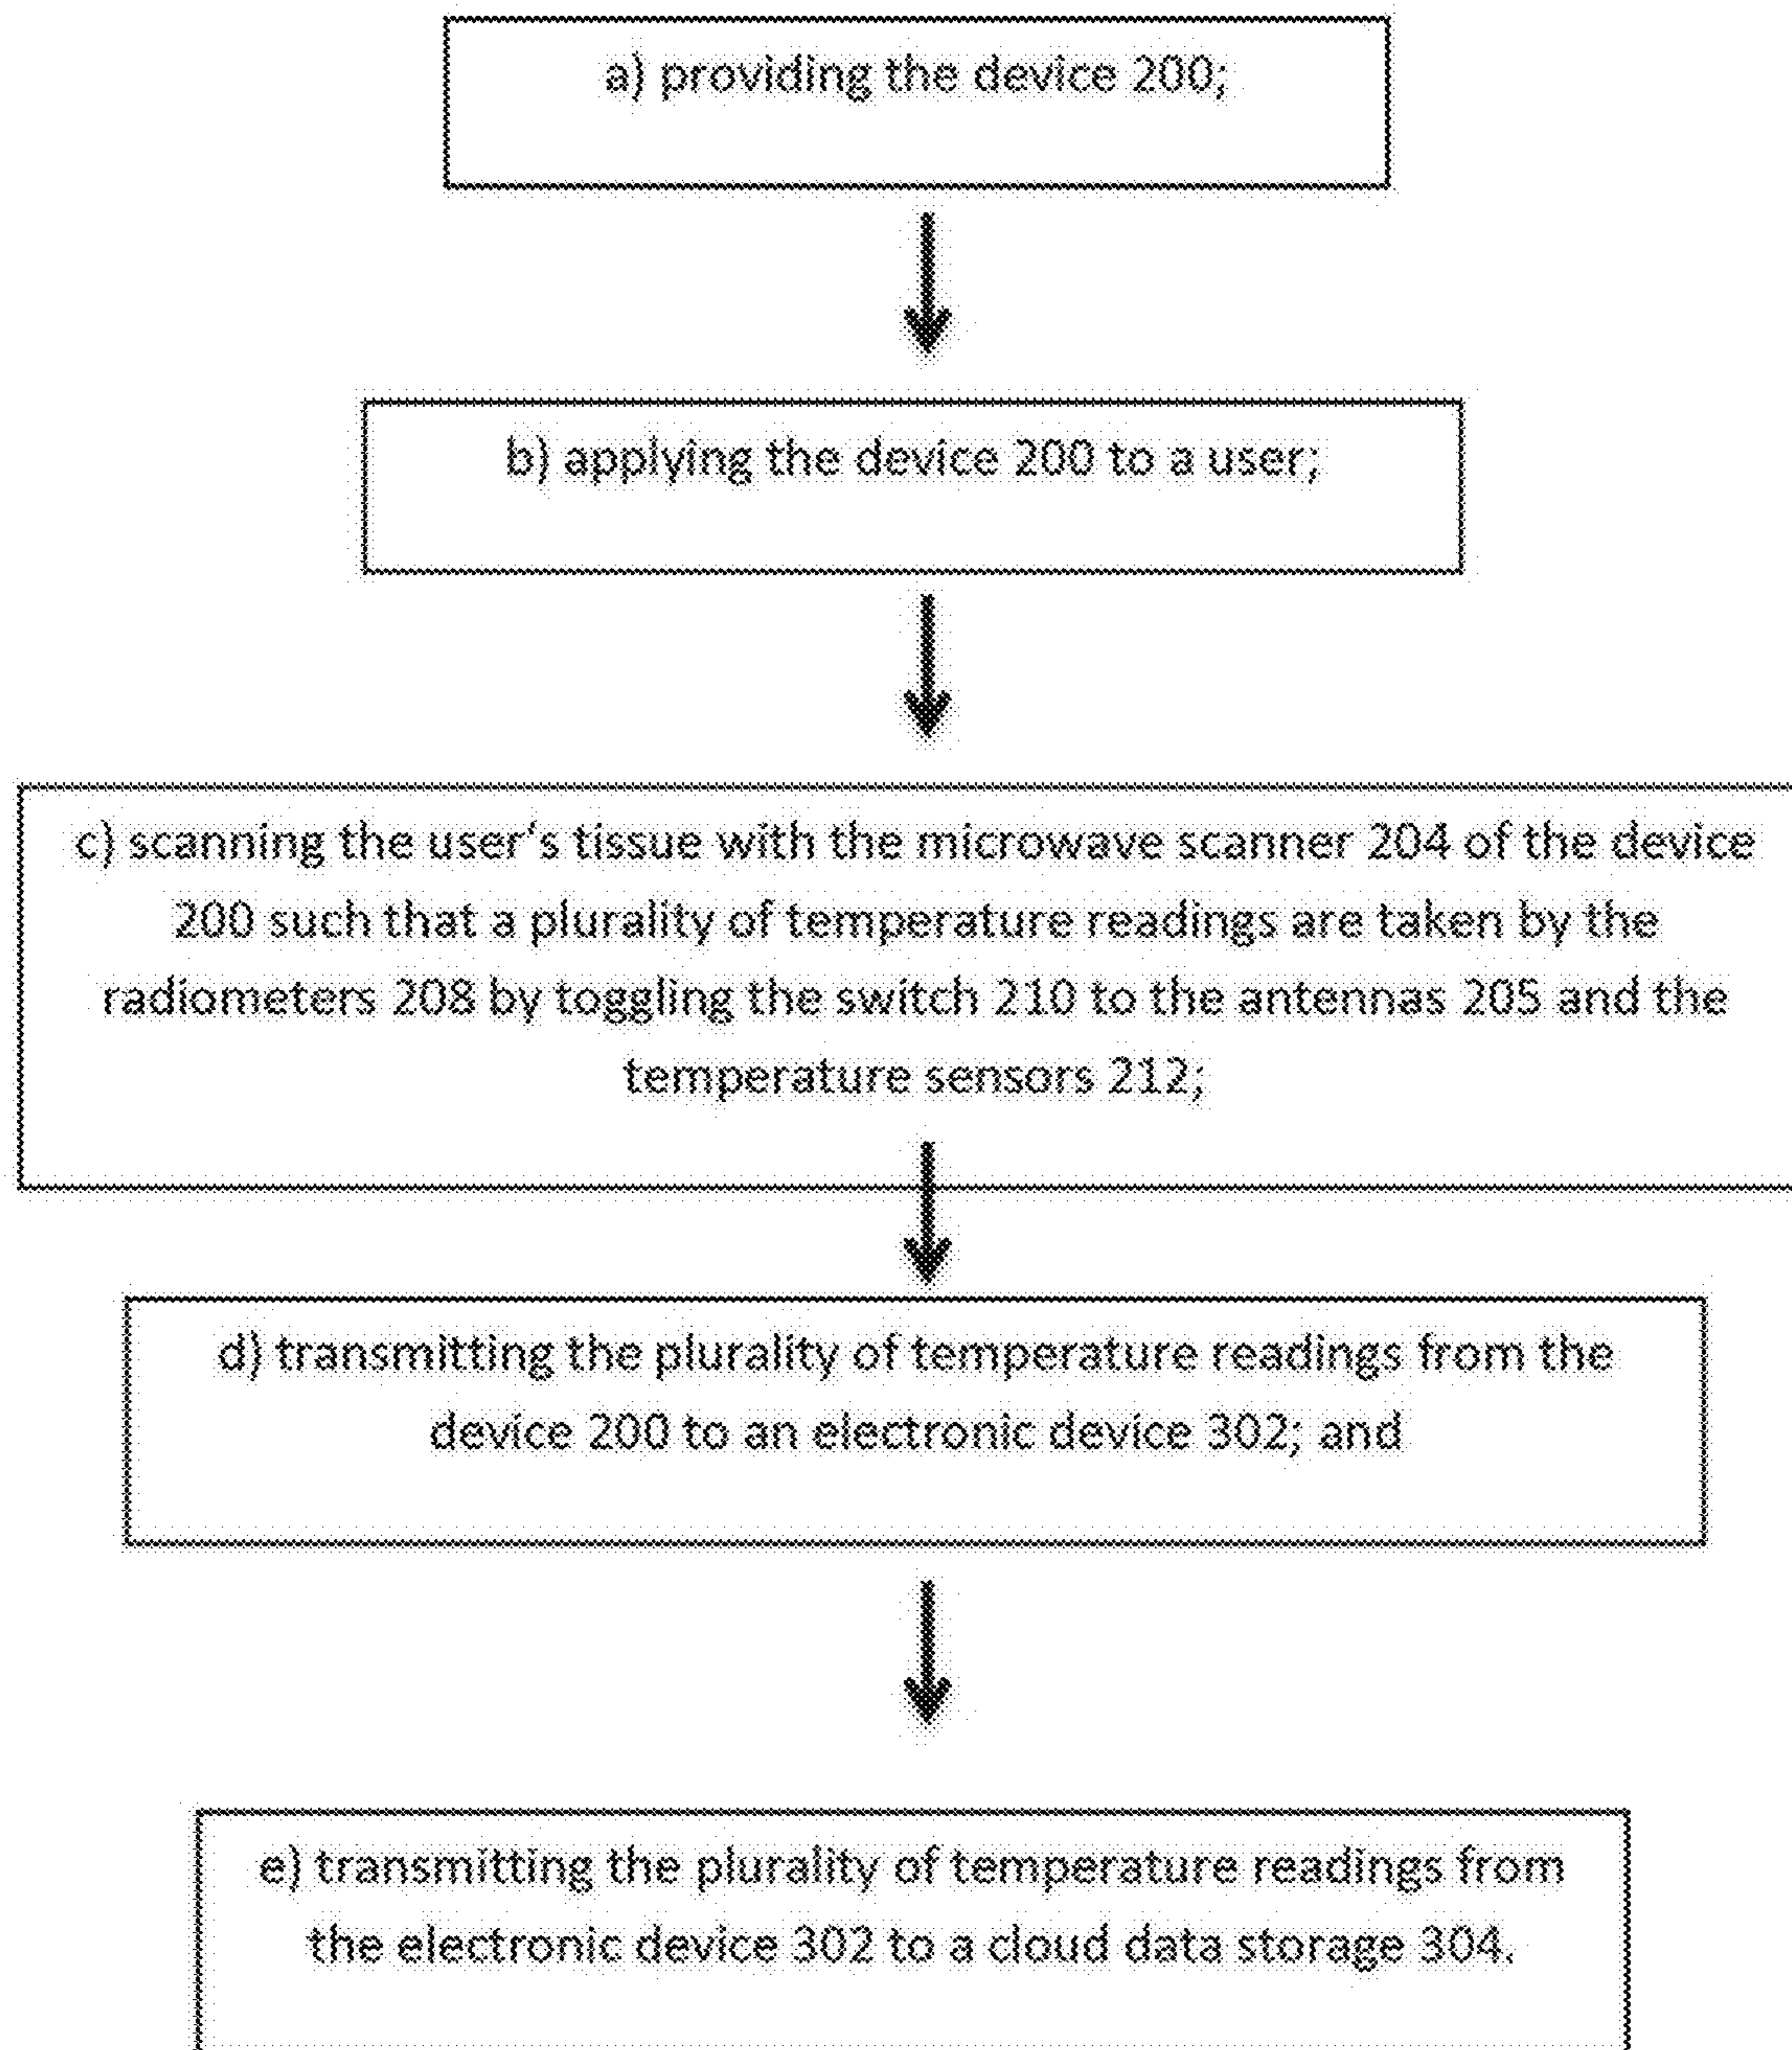 a) providing the device 200;
b) applying the device 200 to a user;
c) scanning the user's tissue with the microwave scanner 204 of the device
200 such that a plurality of temperature readings are taken by the
radiometers 208 by toggling the switch 210 to the antennas 205 and the
temperature sensors 212;
d) transmitting the plurality of temperature readings from the
device 200 to an electronic device 302; and
e) transmitting the plurality of temperature readings from
the electronic device 302 to a cloud data storage 304.